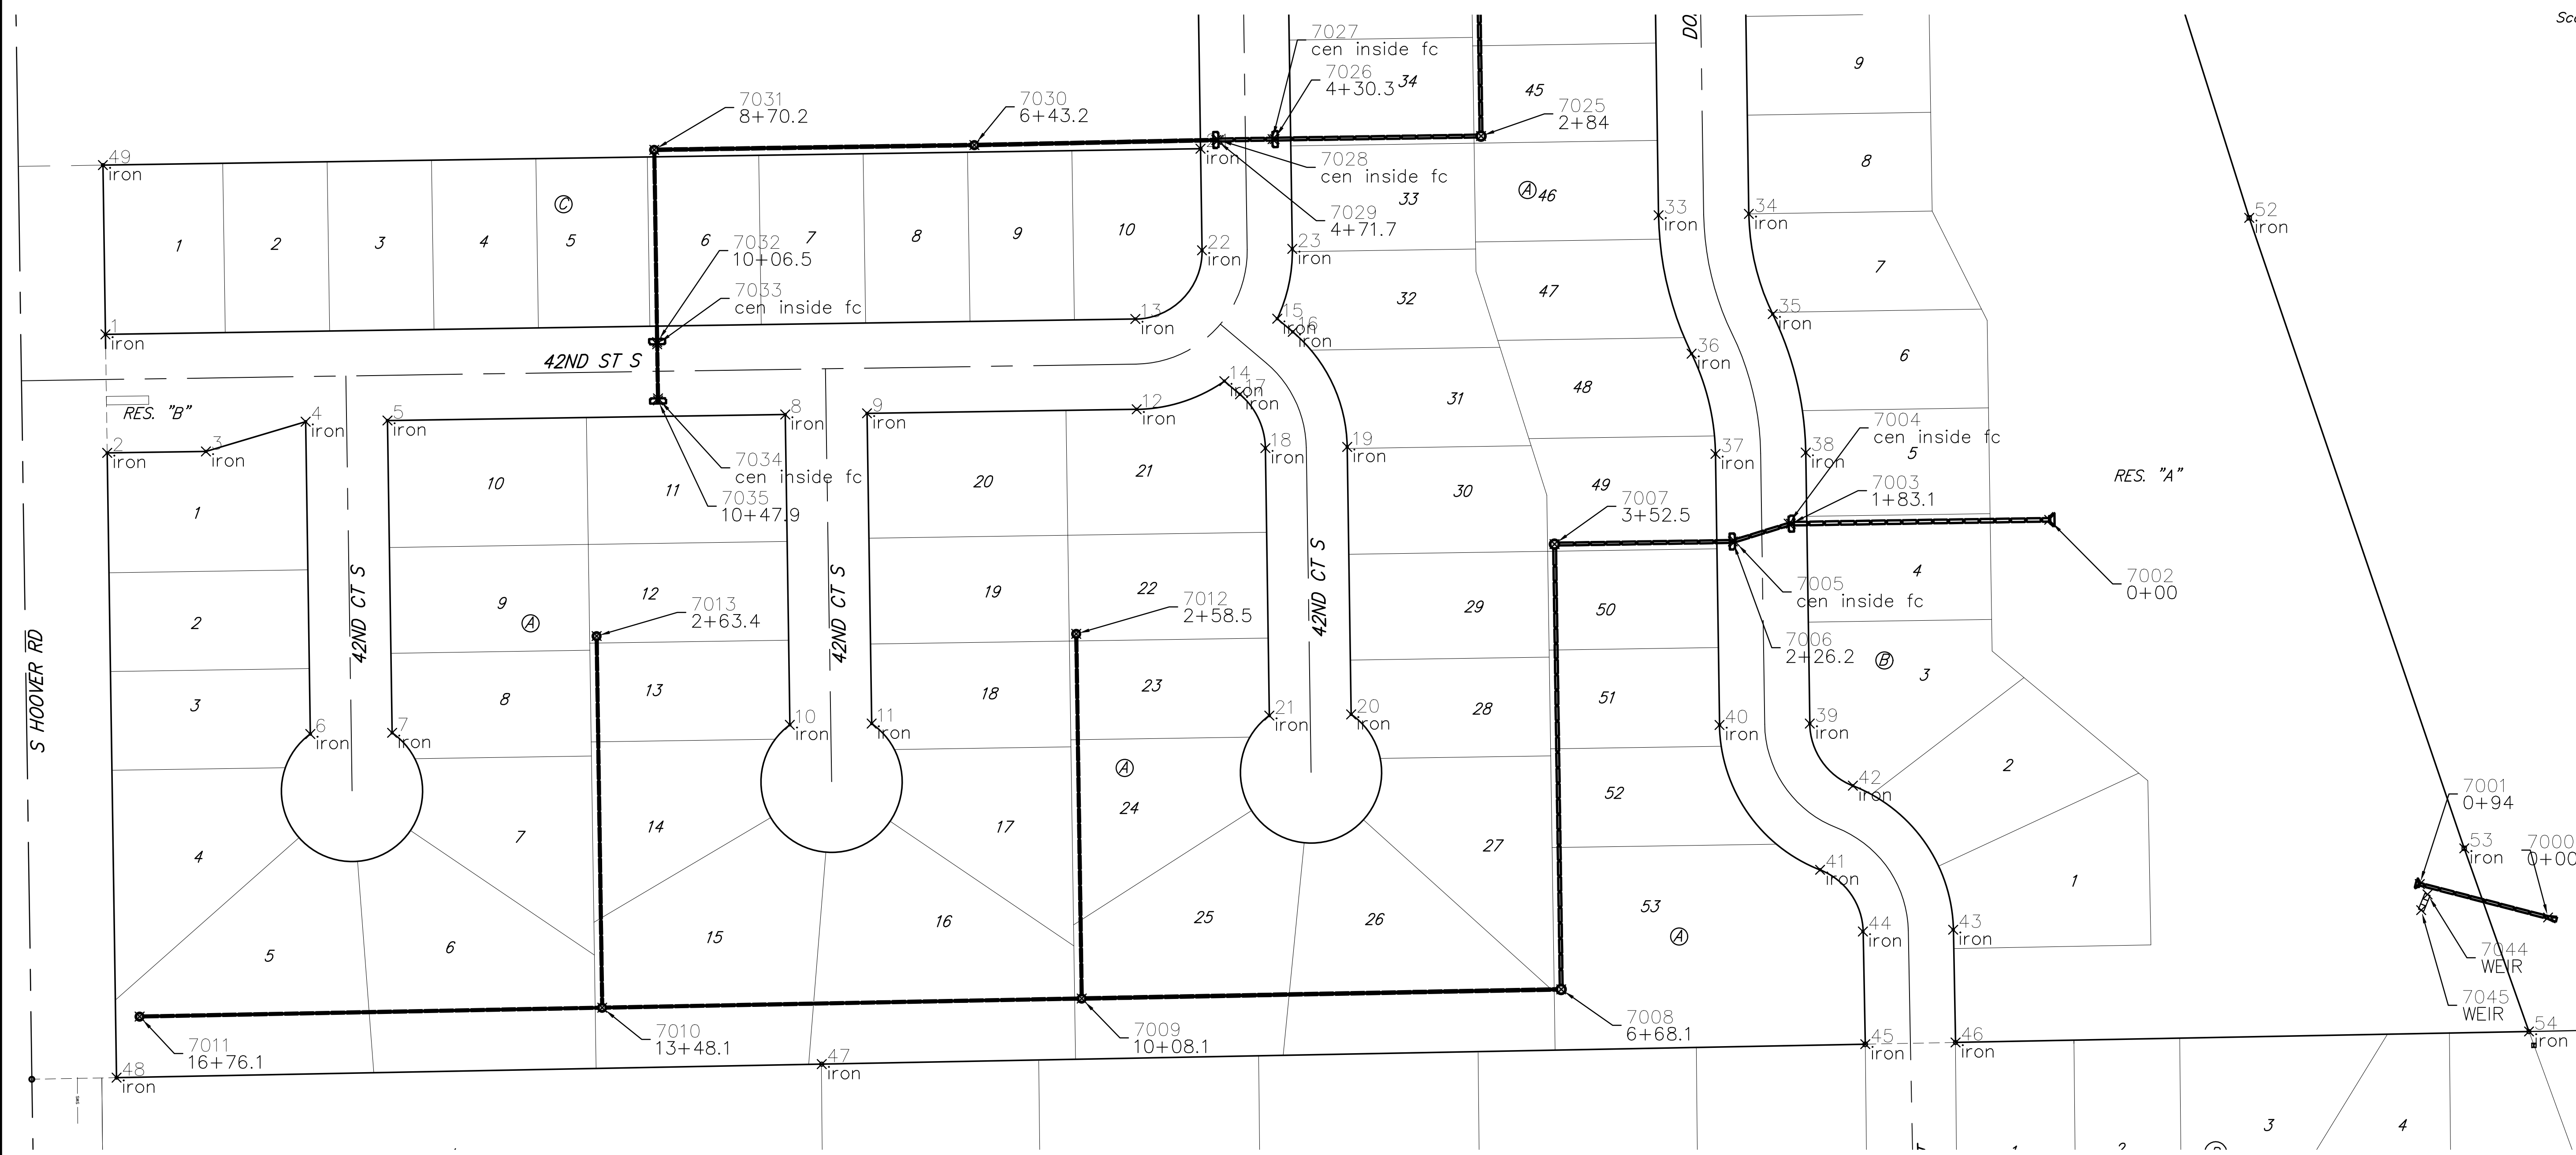 Sco
DO
7027
cen inside fc
7026
4+30.3
34
45
9
7031
8+70.2
7030
6+43.2
7025
2+84
49
iron
iron
7028
cen inside fc
8
C
A
46
33
7029
4+71.7
33
iron
34
iron
52
iron
1
2
3
4
5
6
7
8
9
10
7032
10+06.5
22
iron
23
iron
7
7033
cen inside fc
32
47
1
iron
13
iron
15
iron
16
iron
35
iron
36
iron
6
42ND ST S
RES. "B"
14
iron
17
iron
31
48
4
iron
5
iron
8
iron
9
iron
12
iron
2
iron
3
iron
18
iron
19
iron
37
iron
38
iron
7004
cen inside fc
5
7034
cen inside fc
7035
10+47.9
10
11
20
21
30
49
7003
1+83.1
RES. "A"
1
7007
3+52.5
42ND CT S
42ND CT S
42ND CT S
S HOOVER RD
9
12
19
22
29
50
4
7005
cen inside fc
7002
0+00
2
A
7013
2+63.4
7012
2+58.5
7006
2+26.2
B
3
3
8
13
18
23
28
51
6
iron
7
iron
10
iron
11
iron
21
iron
20
iron
40
iron
39
iron
A
24
52
42
iron
2
7001
0+94
4
7
14
17
27
41
iron
53
iron
7000
0+00
1
5
6
15
16
25
26
53
A
44
iron
43
iron
7044
WEIR
7045
WEIR
7011
16+76.1
7010
13+48.1
7009
10+08.1
7008
6+68.1
48
iron
47
iron
45
iron
46
iron
54
iron
3
4
1
2
B